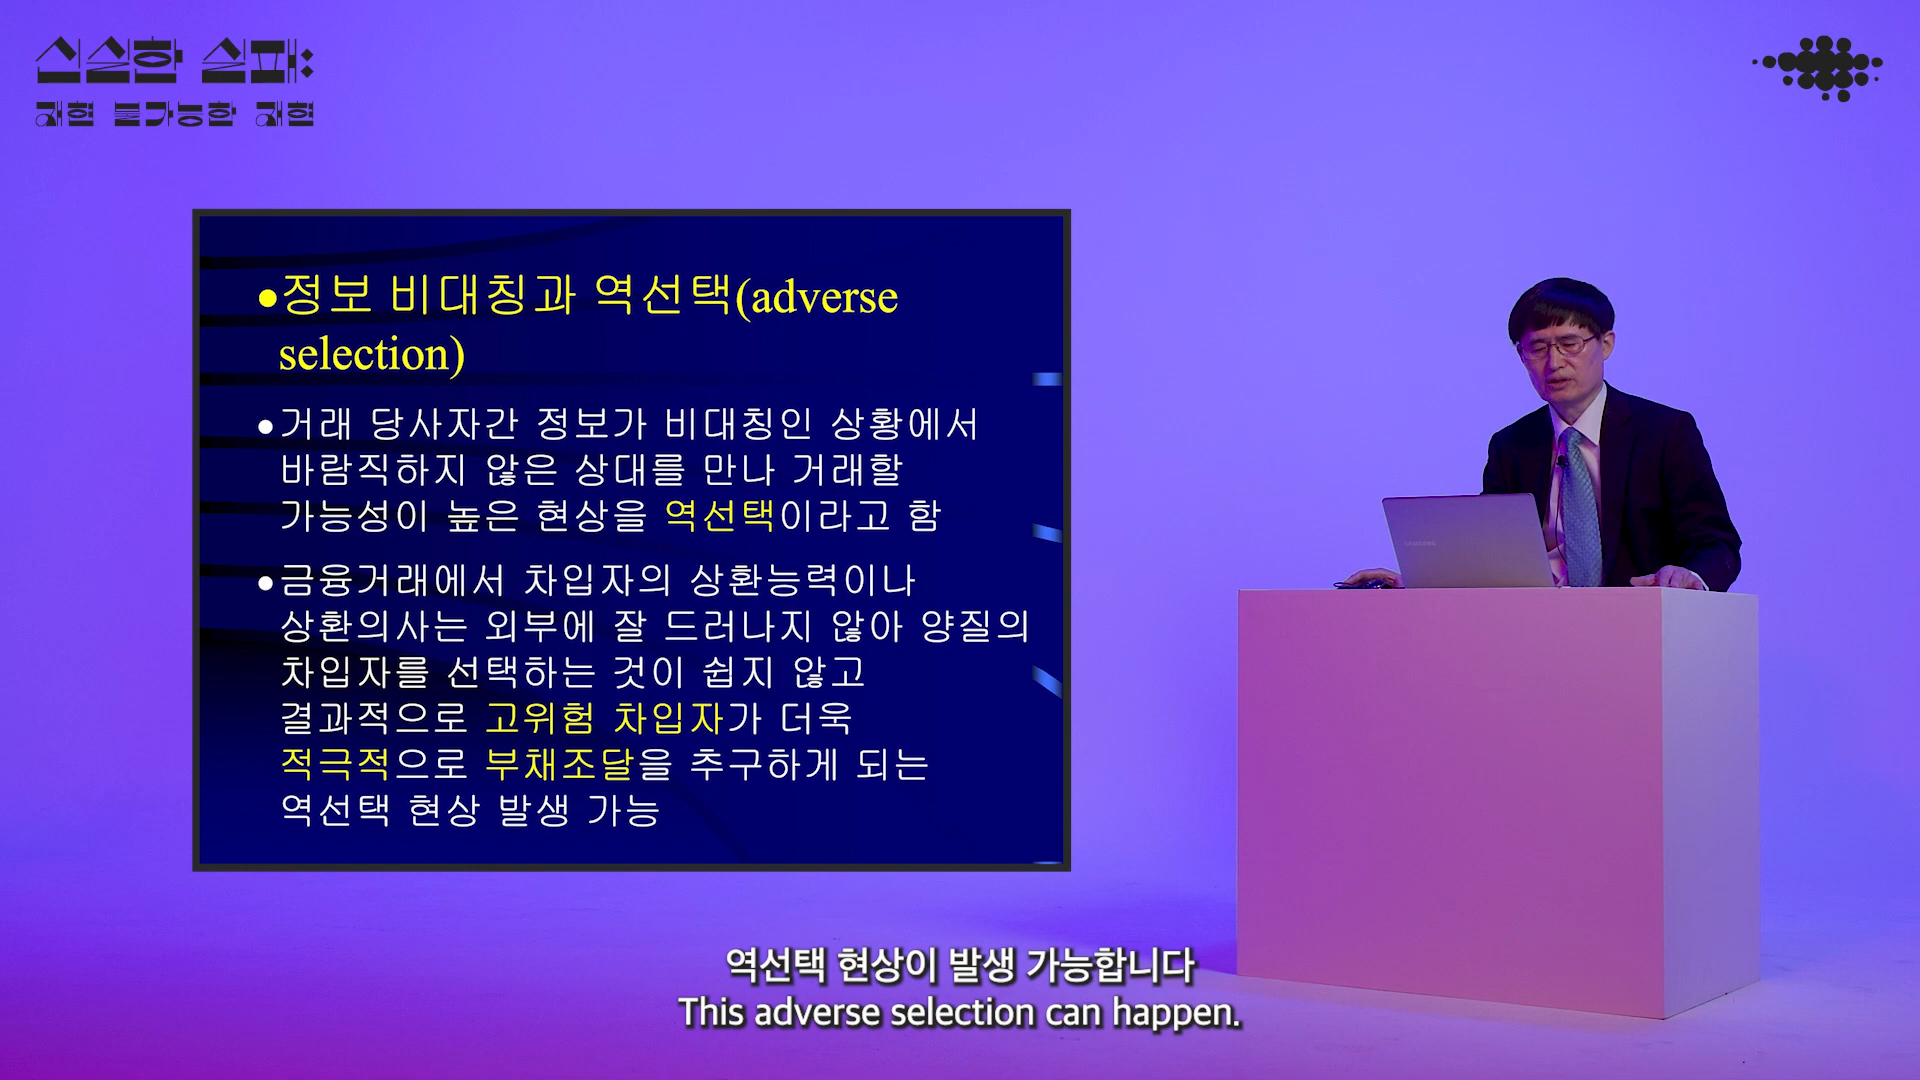 신실한 실패:
재현 불가능한 재현
•정보 비대칭과 역선택(adverse
selection)
•거래 당사자간 정보가 비대칭인 상황에서
바람직하지 않은 상대를 만나 거래할
가능성이 높은 현상을 역선택이라고 함
•금융거래에서 차입자의 상환능력이나
상환의사는 외부에 잘 드러나지 않아 양질의
차입자를 선택하는 것이 쉽지 않고
결과적으로 고위험 차입자가 더욱
적극적으로 부채조달을 추구하게 되는
역선택 현상 발생 가능
SAMSUNG
역선택 현상이 발생 가능합니다
This adverse selection can happen.